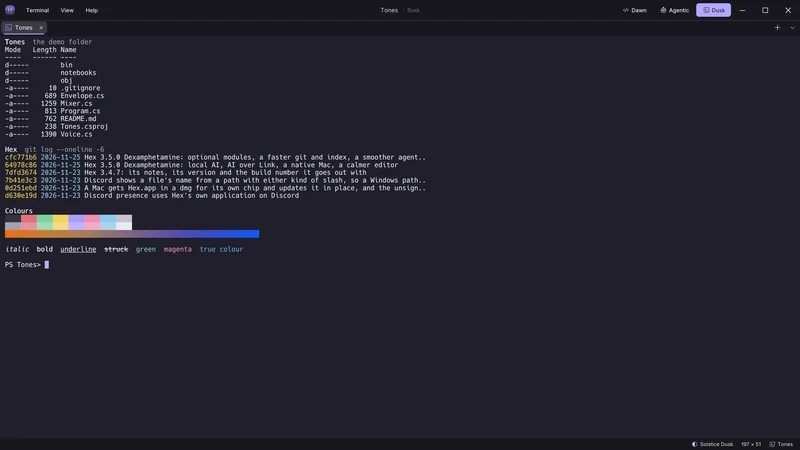 Terminal View Help Tones · Dusk Dawn Agentic Dusk
Tones
Tones the demo folder
Mode Length Name
---- ------ ----
d----- bin
d----- notebooks
d----- obj
-a---- 10 .gitignore
-a---- 689 Envelope.cs
-a---- 1259 Mixer.cs
-a---- 813 Program.cs
-a---- 762 README.md
-a---- 238 Tones.csproj
-a---- 1390 Voice.cs
Hex git log --oneline -6
cfc771b6 2026-11-25 Hex 3.5.0 Dexamphetamine: optional modules, a faster git and index, a smoother agent..
64978c86 2026-11-25 Hex 3.5.0 Dexamphetamine: local AI, AI over Link, a native Mac, a calmer editor
7dfd3674 2026-11-23 Hex 3.4.7: its notes, its version and the build number it goes out with
7b41e3c3 2026-11-23 Discord shows a file's name from a path with either kind of slash, so a Windows path..
0d251ebd 2026-11-23 A Mac gets Hex.app in a dmg for its own chip and updates it in place, and the unsign..
d630e19d 2026-11-23 Discord presence uses Hex's own application on Discord
Colours
italic bold underline struck green magenta true colour
PS Tones>
Solstice Dusk 197 × 51 Tones